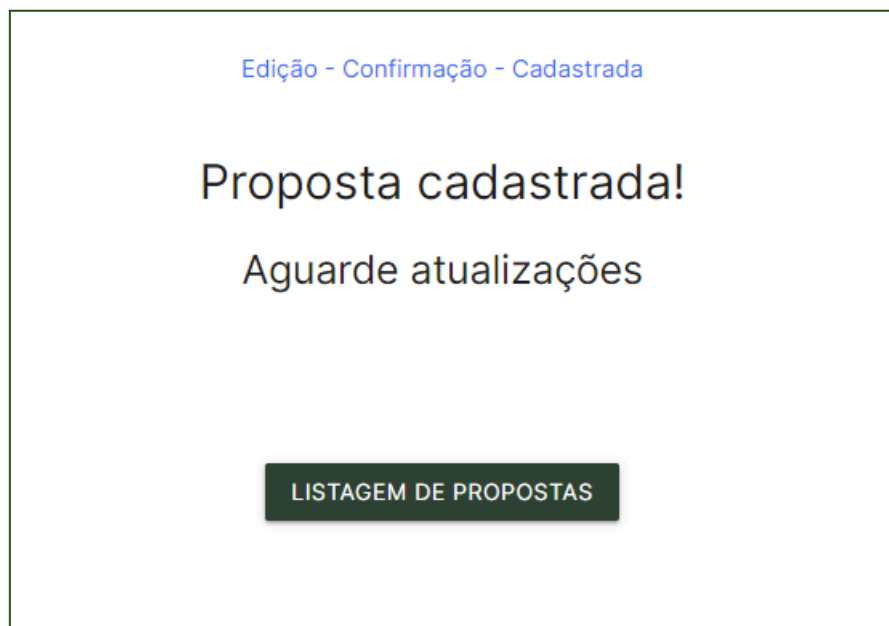 Edição - Confirmação - Cadastrada
Proposta cadastrada!
Aguarde atualizações
LISTAGEM DE PROPOSTAS